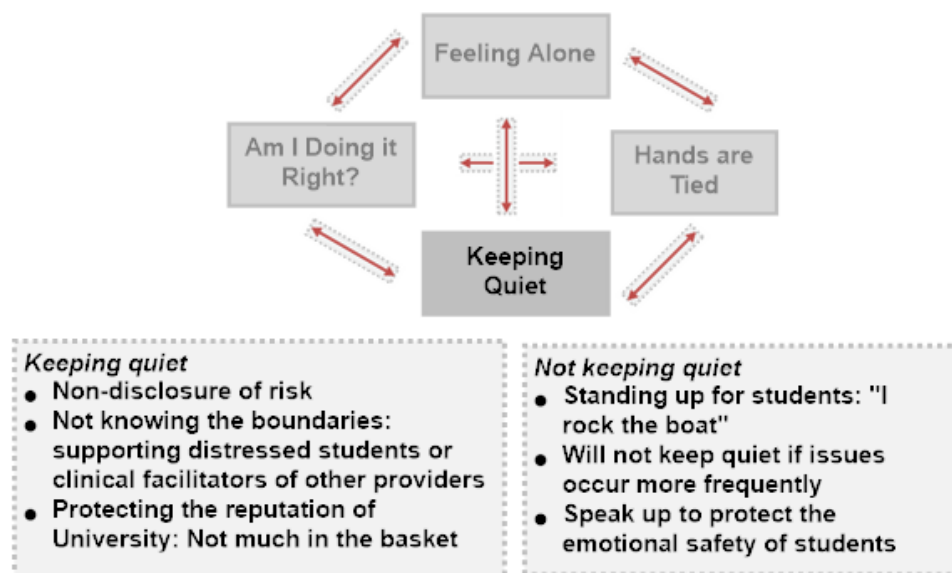 Feeling Alone
Am I Doing it
Right?
Hands are
Tied
Keeping
Quiet
Keeping quiet
● Non-disclosure of risk
● Not knowing the boundaries:
supporting distressed students or
clinical facilitators of other providers
● Protecting the reputation of
University: Not much in the basket
Not keeping quiet
● Standing up for students: "I
rock the boat"
● Will not keep quiet if issues
occur more frequently
● Speak up to protect the
emotional safety of students